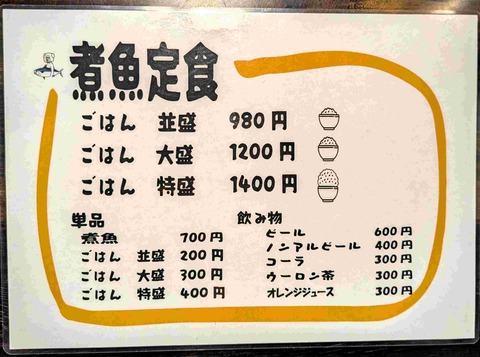 煮魚定食
ごはん 並盛 980円
ごはん 大盛 1200円
ごはん 特盛 1400円
単品
煮魚 700円
ごはん 並盛 200円
ごはん 大盛 300円
ごはん 特盛 400円
飲み物
ビール 600円
ノンアルビール 400円
コーラ 300円
ウーロン茶 300円
オレンジジュース 300円